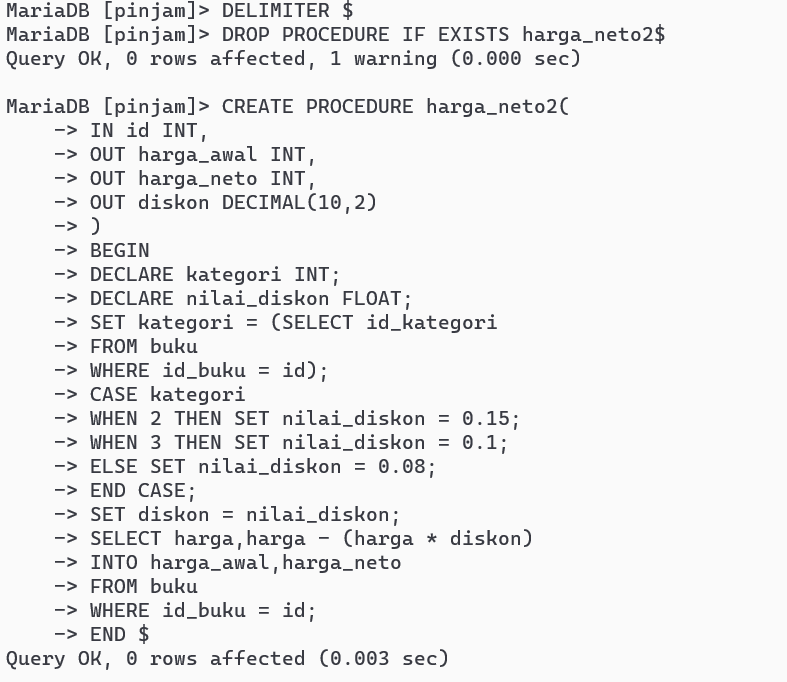 MariaDB [pinjam]> DELIMITER $
MariaDB [pinjam]> DROP PROCEDURE IF EXISTS harga_neto2$
Query OK, 0 rows affected, 1 warning (0.000 sec)

MariaDB [pinjam]> CREATE PROCEDURE harga_neto2(
    -> IN id INT,
    -> OUT harga_awal INT,
    -> OUT harga_neto INT,
    -> OUT diskon DECIMAL(10,2)
    -> )
    -> BEGIN
    -> DECLARE kategori INT;
    -> DECLARE nilai_diskon FLOAT;
    -> SET kategori = (SELECT id_kategori
    -> FROM buku
    -> WHERE id_buku = id);
    -> CASE kategori
    -> WHEN 2 THEN SET nilai_diskon = 0.15;
    -> WHEN 3 THEN SET nilai_diskon = 0.1;
    -> ELSE SET nilai_diskon = 0.08;
    -> END CASE;
    -> SET diskon = nilai_diskon;
    -> SELECT harga,harga - (harga * diskon)
    -> INTO harga_awal,harga_neto
    -> FROM buku
    -> WHERE id_buku = id;
    -> END $
Query OK, 0 rows affected (0.003 sec)